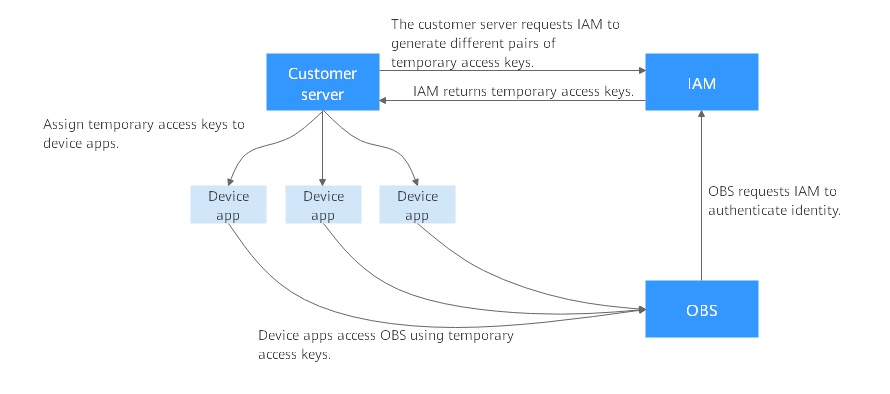 The customer server requests IAM to
generate different pairs of
temporary access keys.
Customer
server
IAM
IAM returns temporary access keys.
Assign temporary access keys to
device apps.
Device
app
Device
app
Device
app
OBS requests IAM to
authenticate identity.
OBS
Device apps access OBS using temporary
access keys.